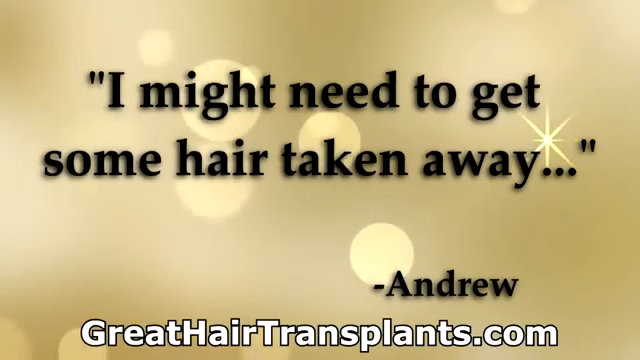 "I might need to get
some hair taken away..."
-Andrew
GreatHairTransplants.com